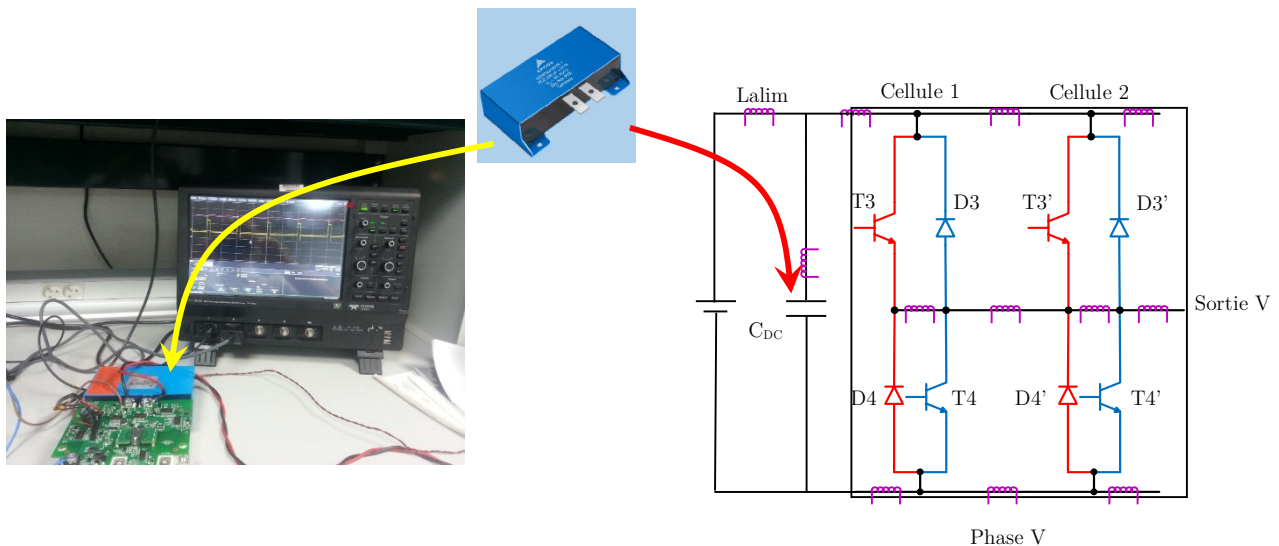 Lalim
Cellule 1
Cellule 2
T3
D3
T3'
D3'
C_DC
Sortie V
D4
T4
D4'
T4'
Phase V